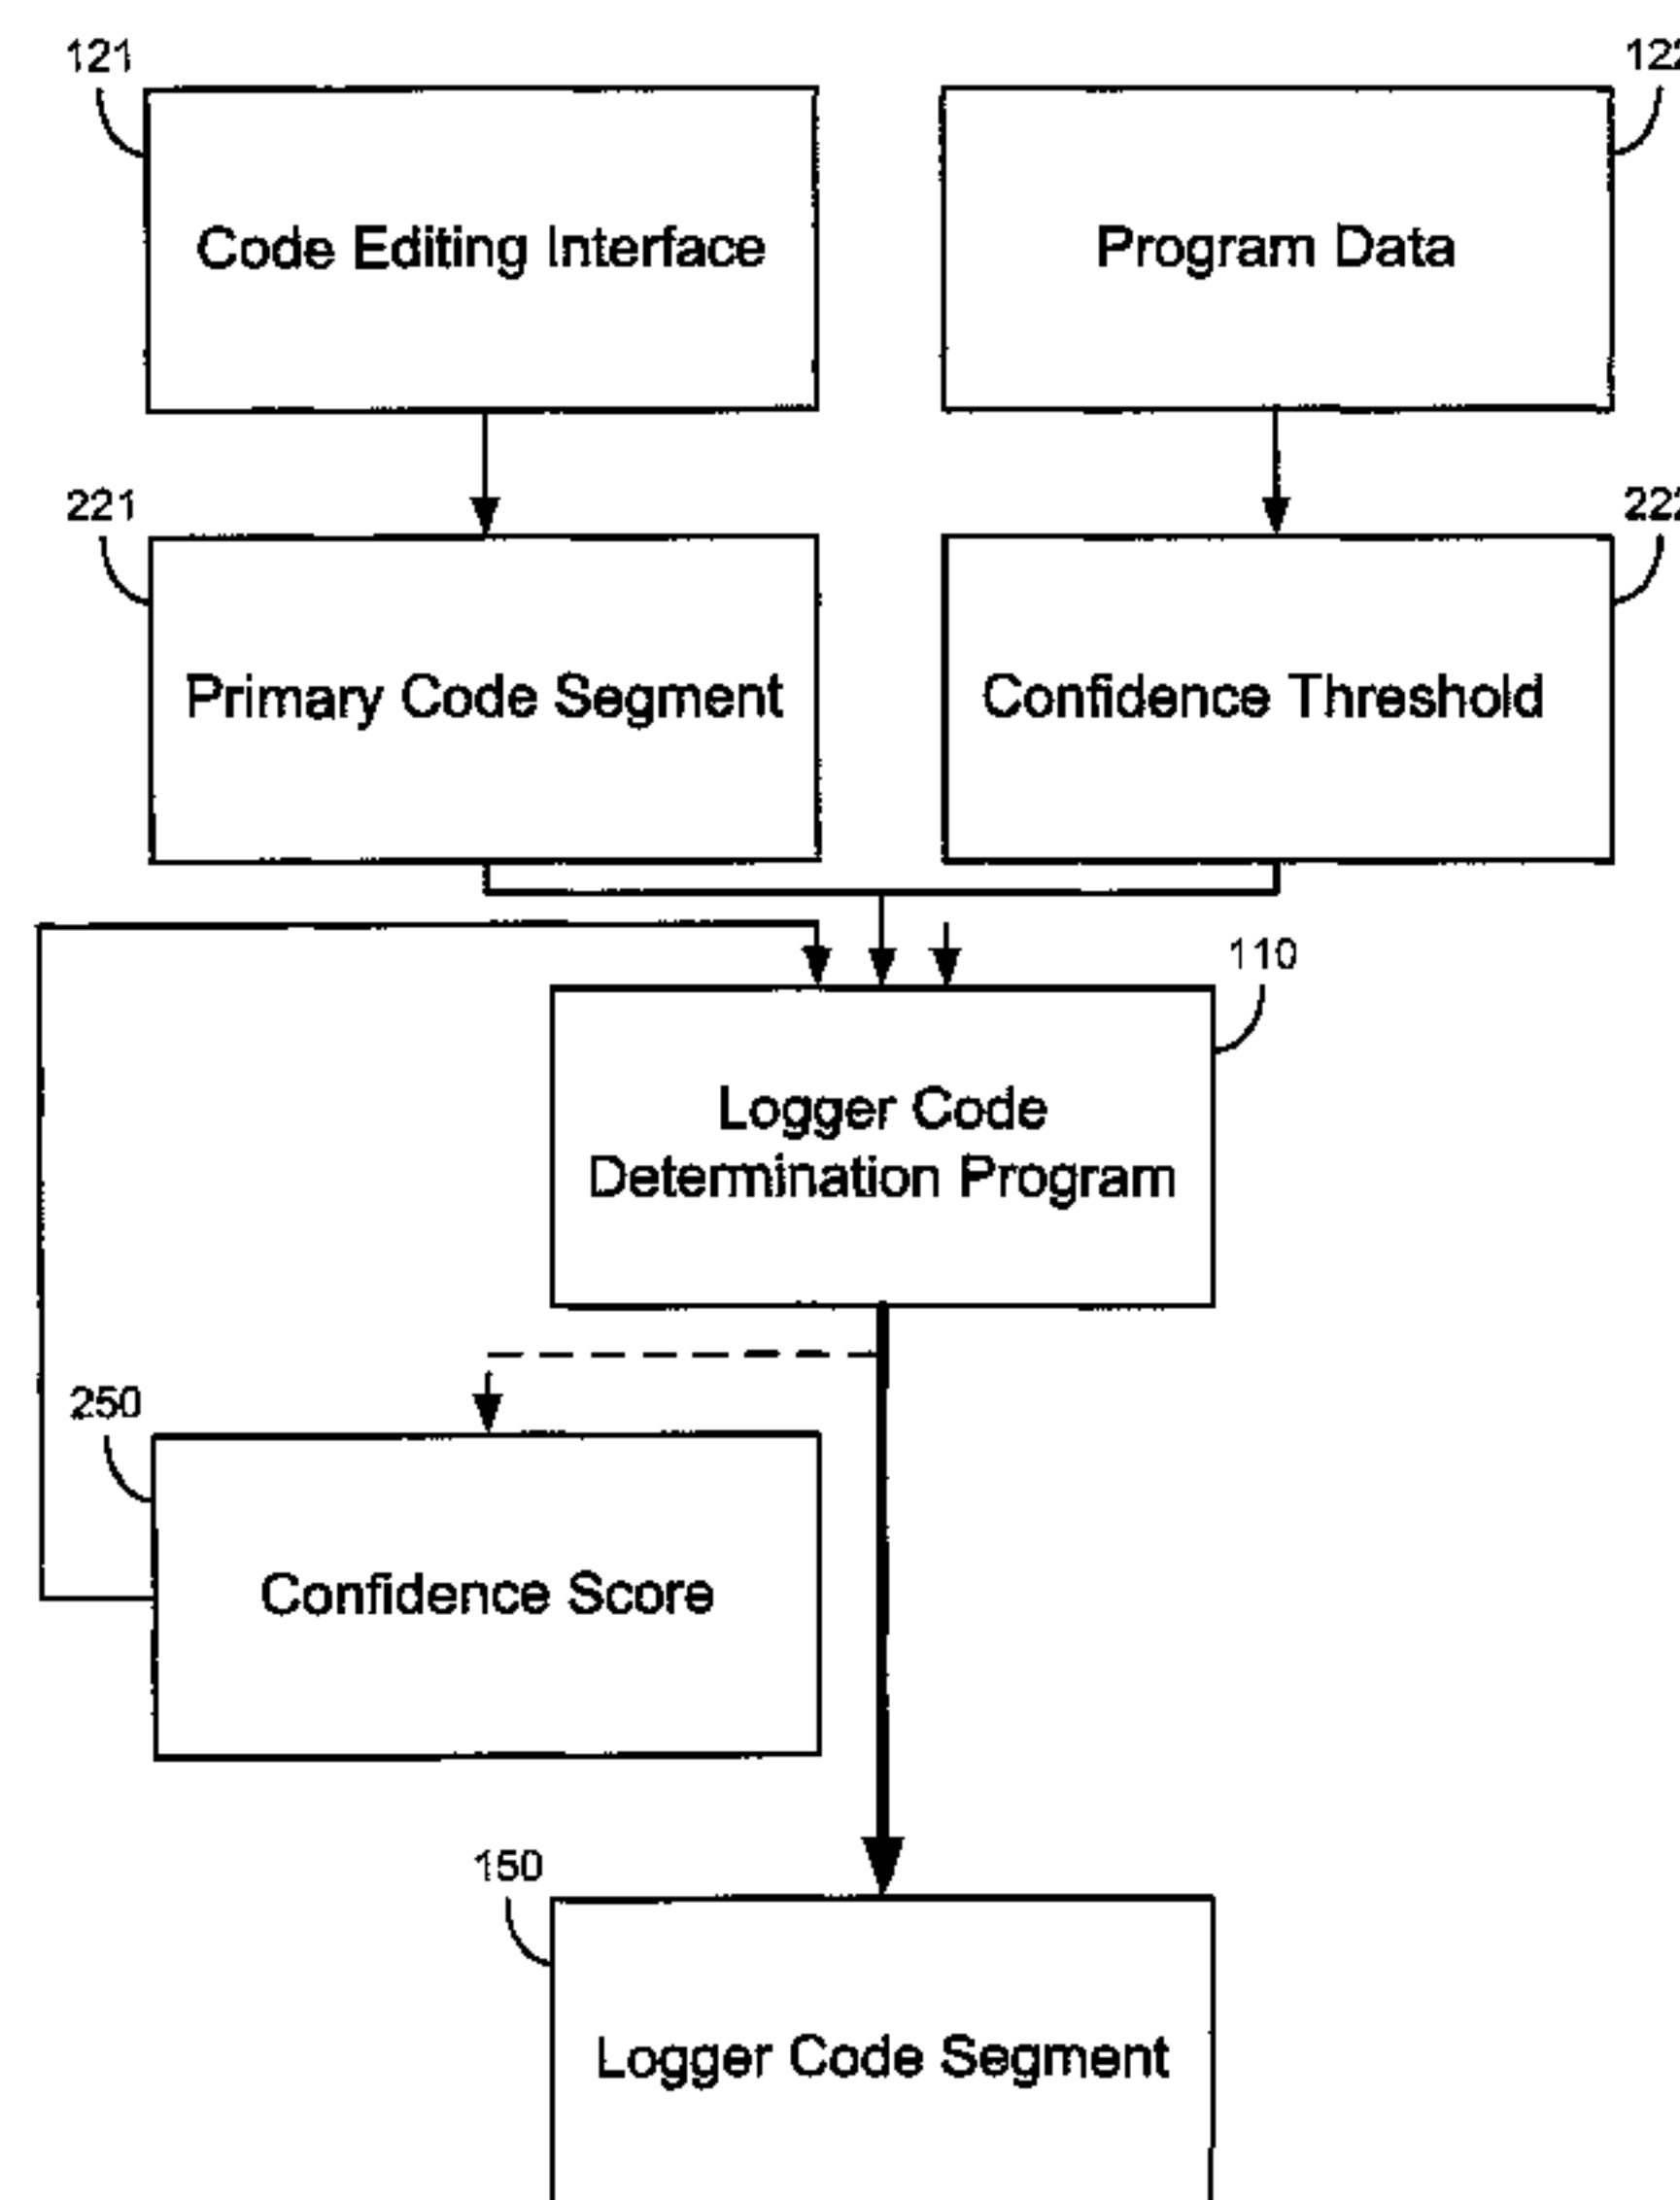 121
122
Code Editing Interface
Program Data
221
222
Primary Code Segment
Confidence Threshold
110
Logger Code
Determination Program
250
Confidence Score
150
Logger Code Segment